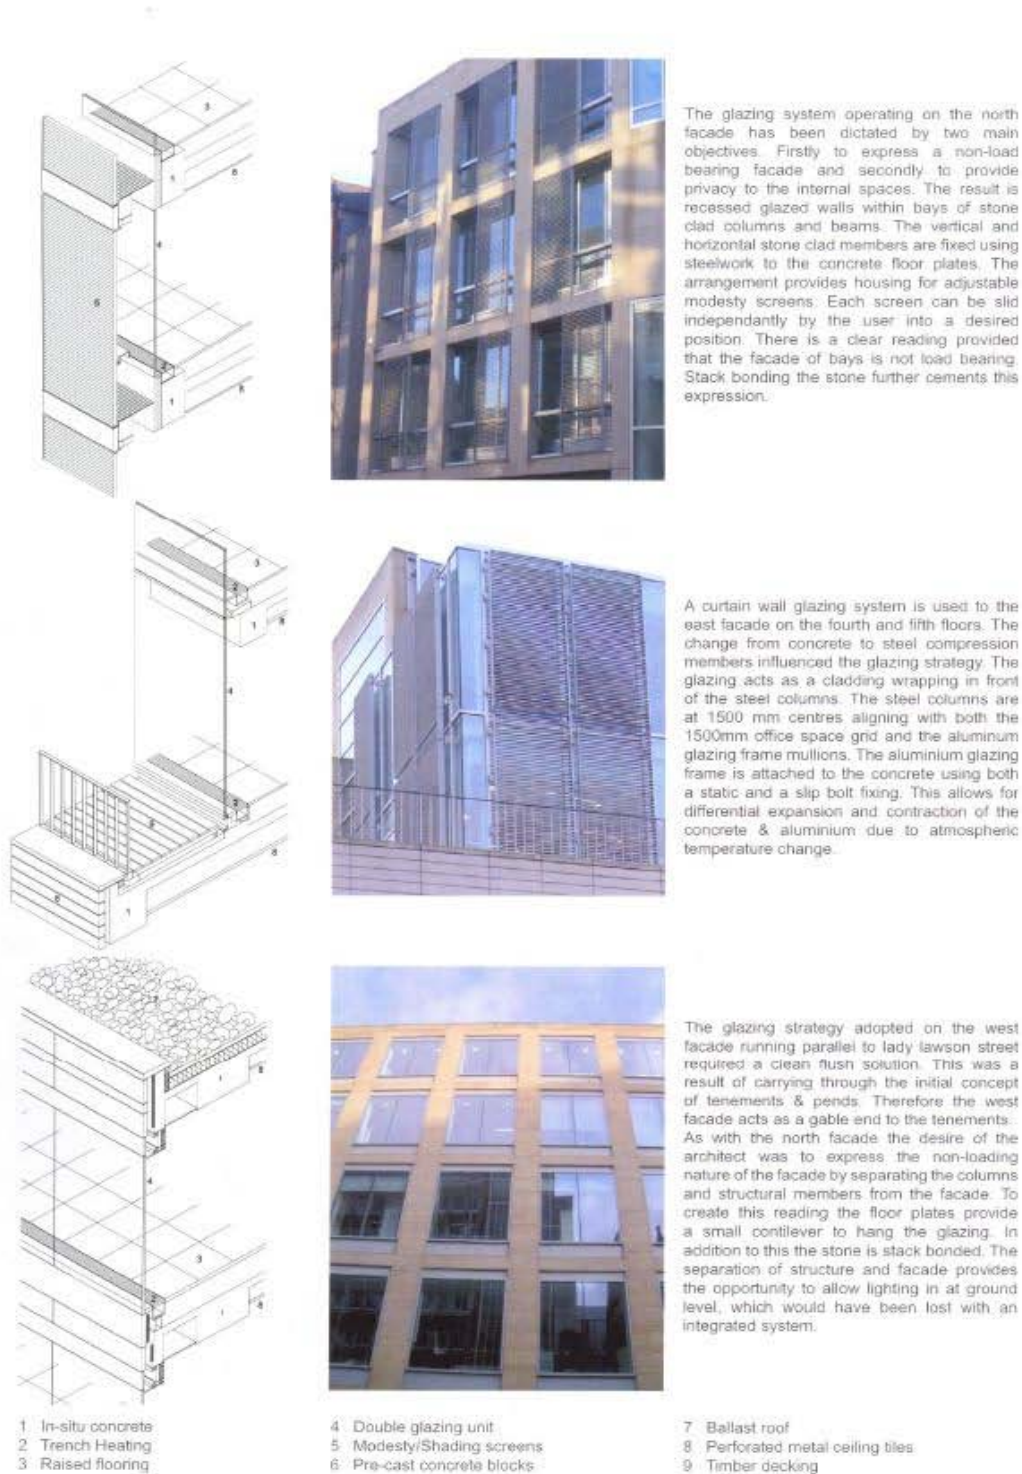 The glazing system operating on the north
facade has been dictated by two main
objectives. Firstly to express a non-load
bearing facade and secondly to provide
privacy to the internal spaces. The result is
recessed glazed walls within bays of stone
clad columns and beams. The vertical and
horizontal stone clad members are fixed using
steelwork to the concrete floor plates. The
arrangement provides housing for adjustable
modesty screens. Each screen can be slid
independantly by the user into a desired
position. There is a clear reading provided
that the facade of bays is not load bearing.
Stack bonding the stone further cements this
expression.
A curtain wall glazing system is used to the
east facade on the fourth and fifth floors. The
change from concrete to steel compression
members influenced the glazing strategy. The
glazing acts as a cladding wrapping in front
of the steel columns. The steel columns are
at 1500 mm centres aligning with both the
1500mm office space grid and the aluminum
glazing frame mullions. The aluminium glazing
frame is attached to the concrete using both
a static and a slip bolt fixing. This allows for
differential expansion and contraction of the
concrete & aluminium due to atmospheric
temperature change.
The glazing strategy adopted on the west
facade running parallel to lady lawson street
required a clean flush solution. This was a
result of carrying through the initial concept
of tenements & pends. Therefore the west
facade acts as a gable end to the tenements.
As with the north facade the desire of the
architect was to express the non-loading
nature of the facade by separating the columns
and structural members from the facade. To
create this reading the floor plates provide
a small contilever to hang the glazing. In
addition to this the stone is stack bonded. The
separation of structure and facade provides
the opportunity to allow lighting in at ground
level, which would have been lost with an
integrated system.
1 In-situ concrete
2 Trench Heating
3 Raised flooring
4 Double glazing unit
5 Modesty/Shading screens
6 Pre-cast concrete blocks
7 Ballast roof
8 Perforated metal ceiling tiles
9 Timber decking